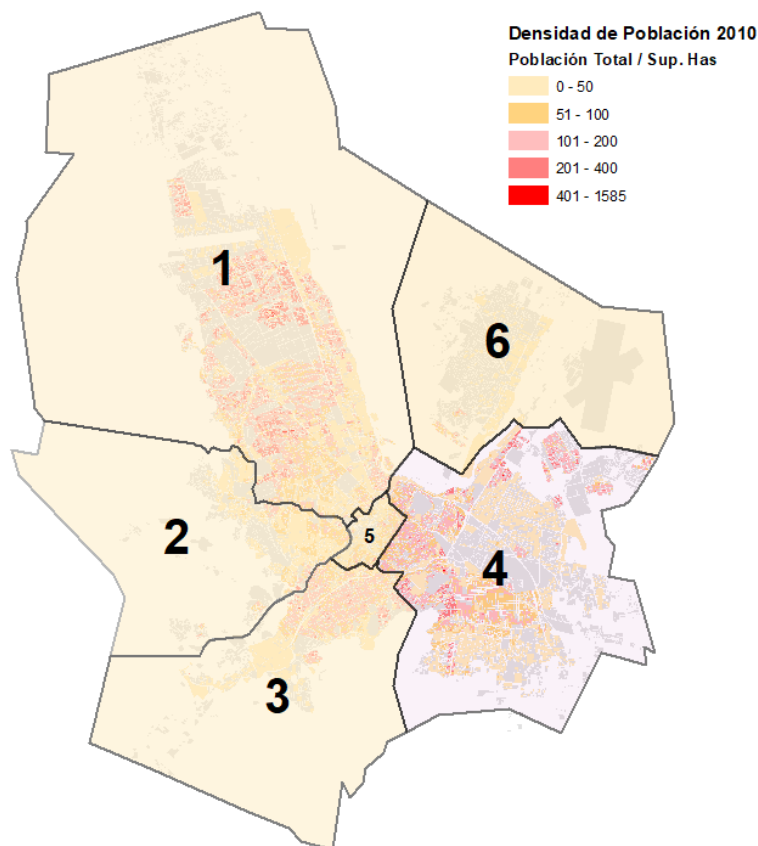 Densidad de Población 2010
Población Total / Sup. Has
0 - 50
51 - 100
101 - 200
201 - 400
401 - 1585
1
6
2
5
4
3